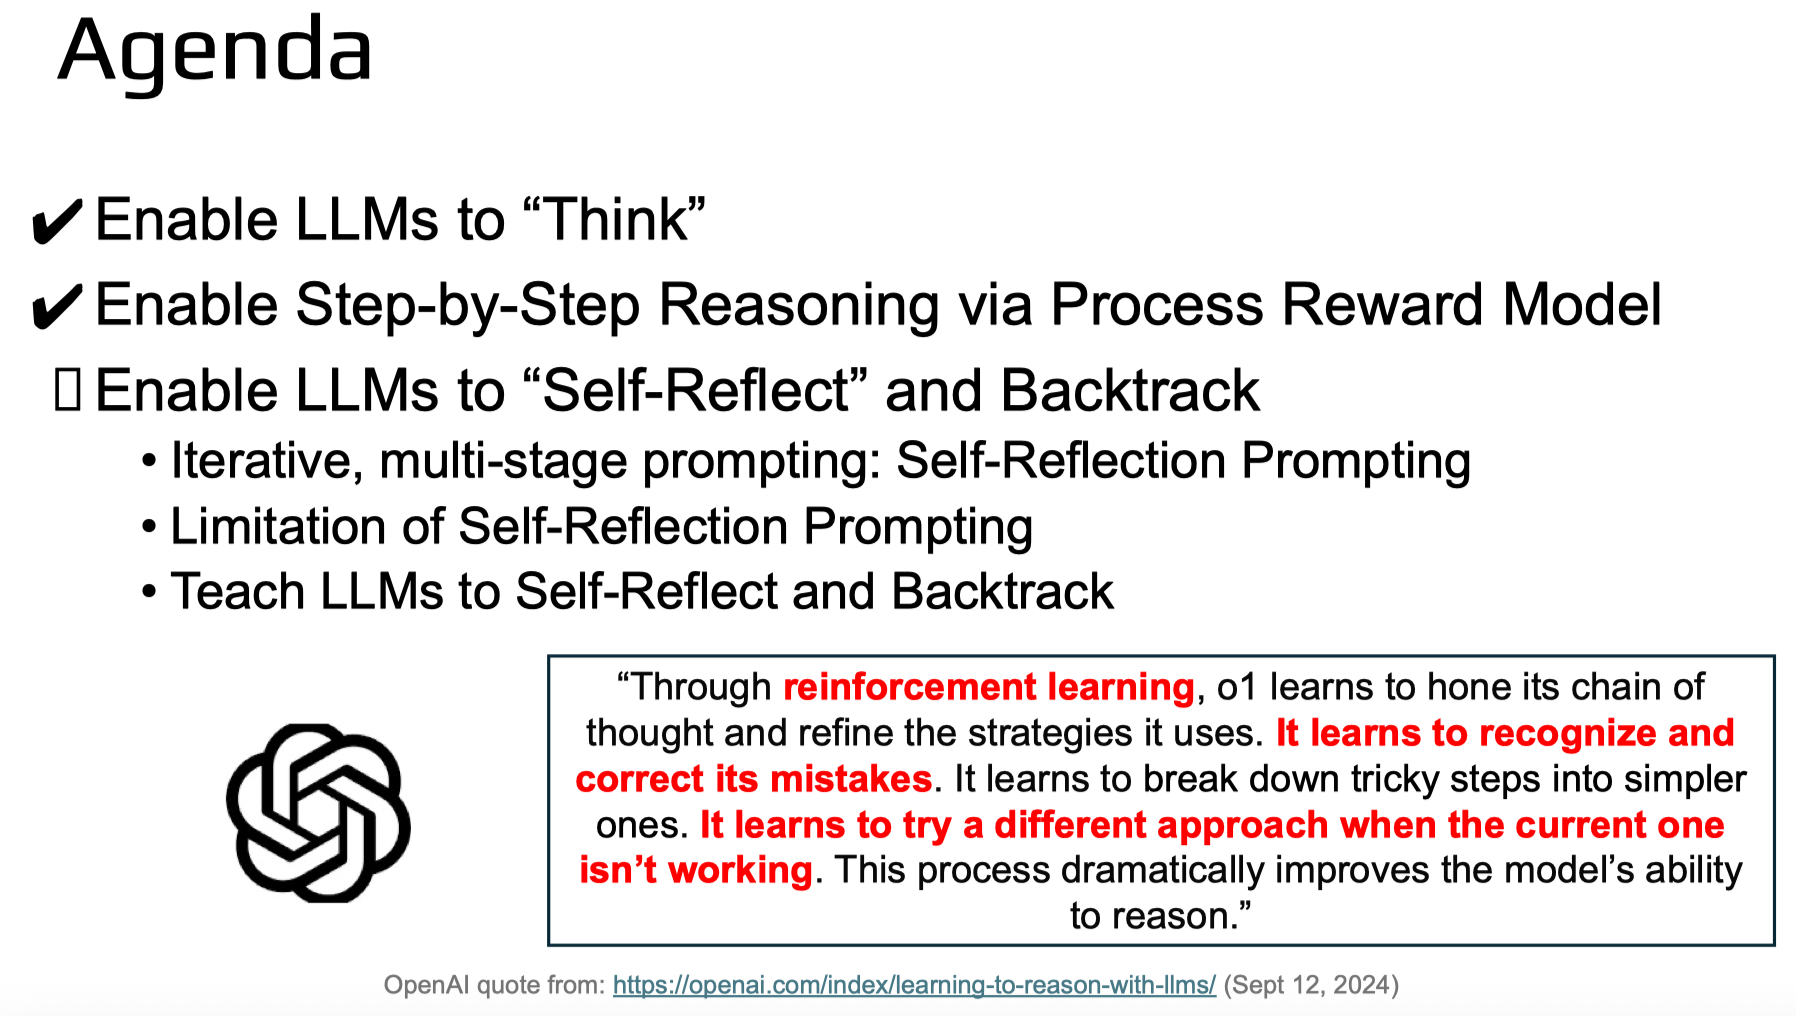 Agenda
✔ Enable LLMs to “Think”
✔ Enable Step-by-Step Reasoning via Process Reward Model
Enable LLMs to “Self-Reflect” and Backtrack
• Iterative, multi-stage prompting: Self-Reflection Prompting
• Limitation of Self-Reflection Prompting
• Teach LLMs to Self-Reflect and Backtrack
“Through reinforcement learning, o1 learns to hone its chain of
thought and refine the strategies it uses. It learns to recognize and
correct its mistakes. It learns to break down tricky steps into simpler
ones. It learns to try a different approach when the current one
isn’t working. This process dramatically improves the model’s ability
to reason.”
OpenAI quote from: https://openai.com/index/learning-to-reason-with-llms/ (Sept 12, 2024)